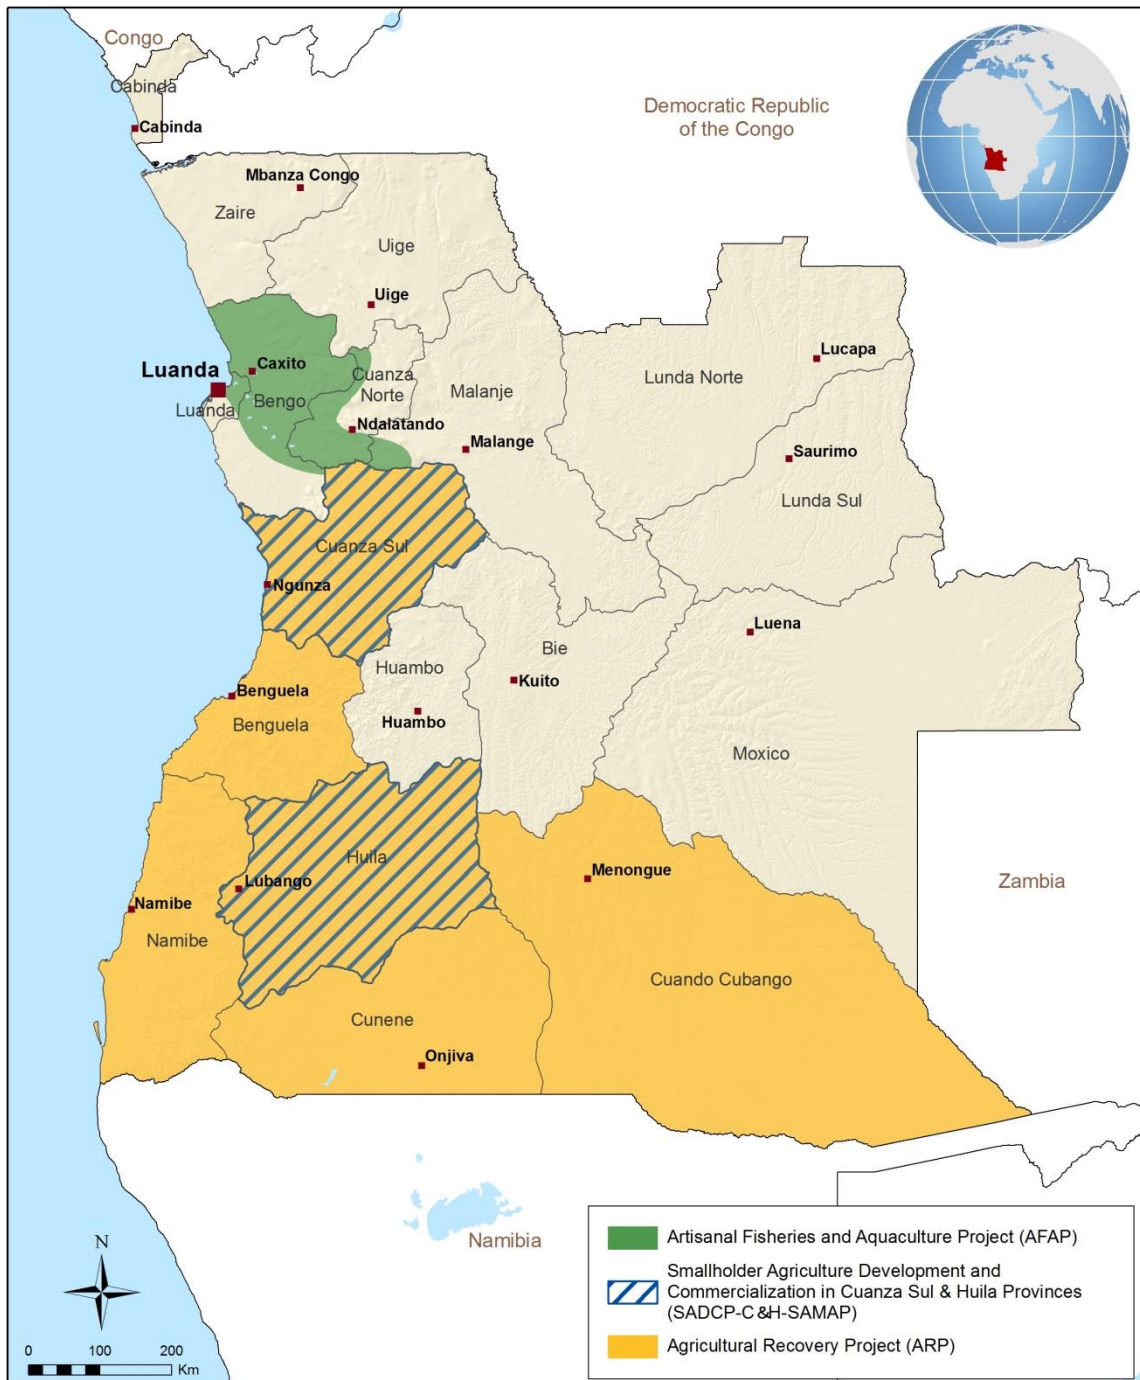 Congo
Cabinda
Cabinda
Democratic Republic
of the Congo
Mbanza Congo
Zaire
Uige
Uige
Lucapa
Caxito
Luanda
Cuanza
Norte
Lunda Norte
Malanje
Luanda
Bengo
Ndalatando
Malange
Saurimo
Lunda Sul
Cuanza Sul
Ngunza
Luena
Bie
Huambo
Kuito
Benguela
Huambo
Benguela
Moxico
Huila
Menongue
Lubango
Zambia
Namibe
Namibe
Cuando Cubango
Cunene
Onjiva
Namibia
N
0 100 200
Km
Artisanal Fisheries and Aquaculture Project (AFAP)
Smallholder Agriculture Development and
Commercialization in Cuanza Sul & Huila Provinces
(SADCP-C&H-SAMAP)
Agricultural Recovery Project (ARP)